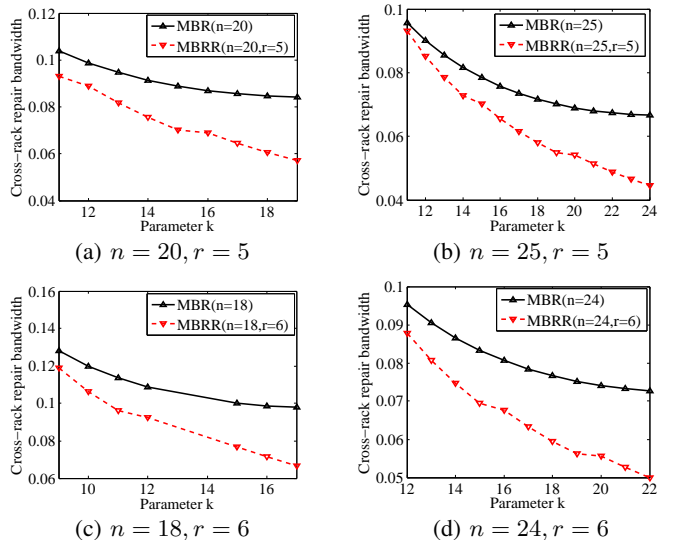 0.12
0.1
0.08
0.06
0.04
Cross-rack repair bandwidth
MBR(n=20)
MBRR(n=20,r=5)
12 14 16 18
Parameter k
(a) n = 20, r = 5
0.1
0.08
0.06
0.04
Cross-rack repair bandwidth
MBR(n=25)
MBRR(n=25,r=5)
12 14 16 18 20 22 24
Parameter k
(b) n = 25, r = 5
0.16
0.14
0.12
0.1
0.08
0.06
Cross-rack repair bandwidth
MBR(n=18)
MBRR(n=18,r=6)
10 12 14 16
Parameter k
(c) n = 18, r = 6
0.1
0.09
0.08
0.07
0.06
0.05
Cross-rack repair bandwidth
MBR(n=24)
MBRR(n=24,r=6)
12 14 16 18 20 22
Parameter k
(d) n = 24, r = 6